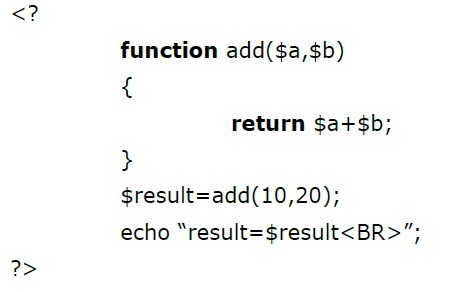 <?
function add($a,$b)
{
return $a+$b;
}
$result=add(10,20);
echo “result=$result<BR>”;
?>